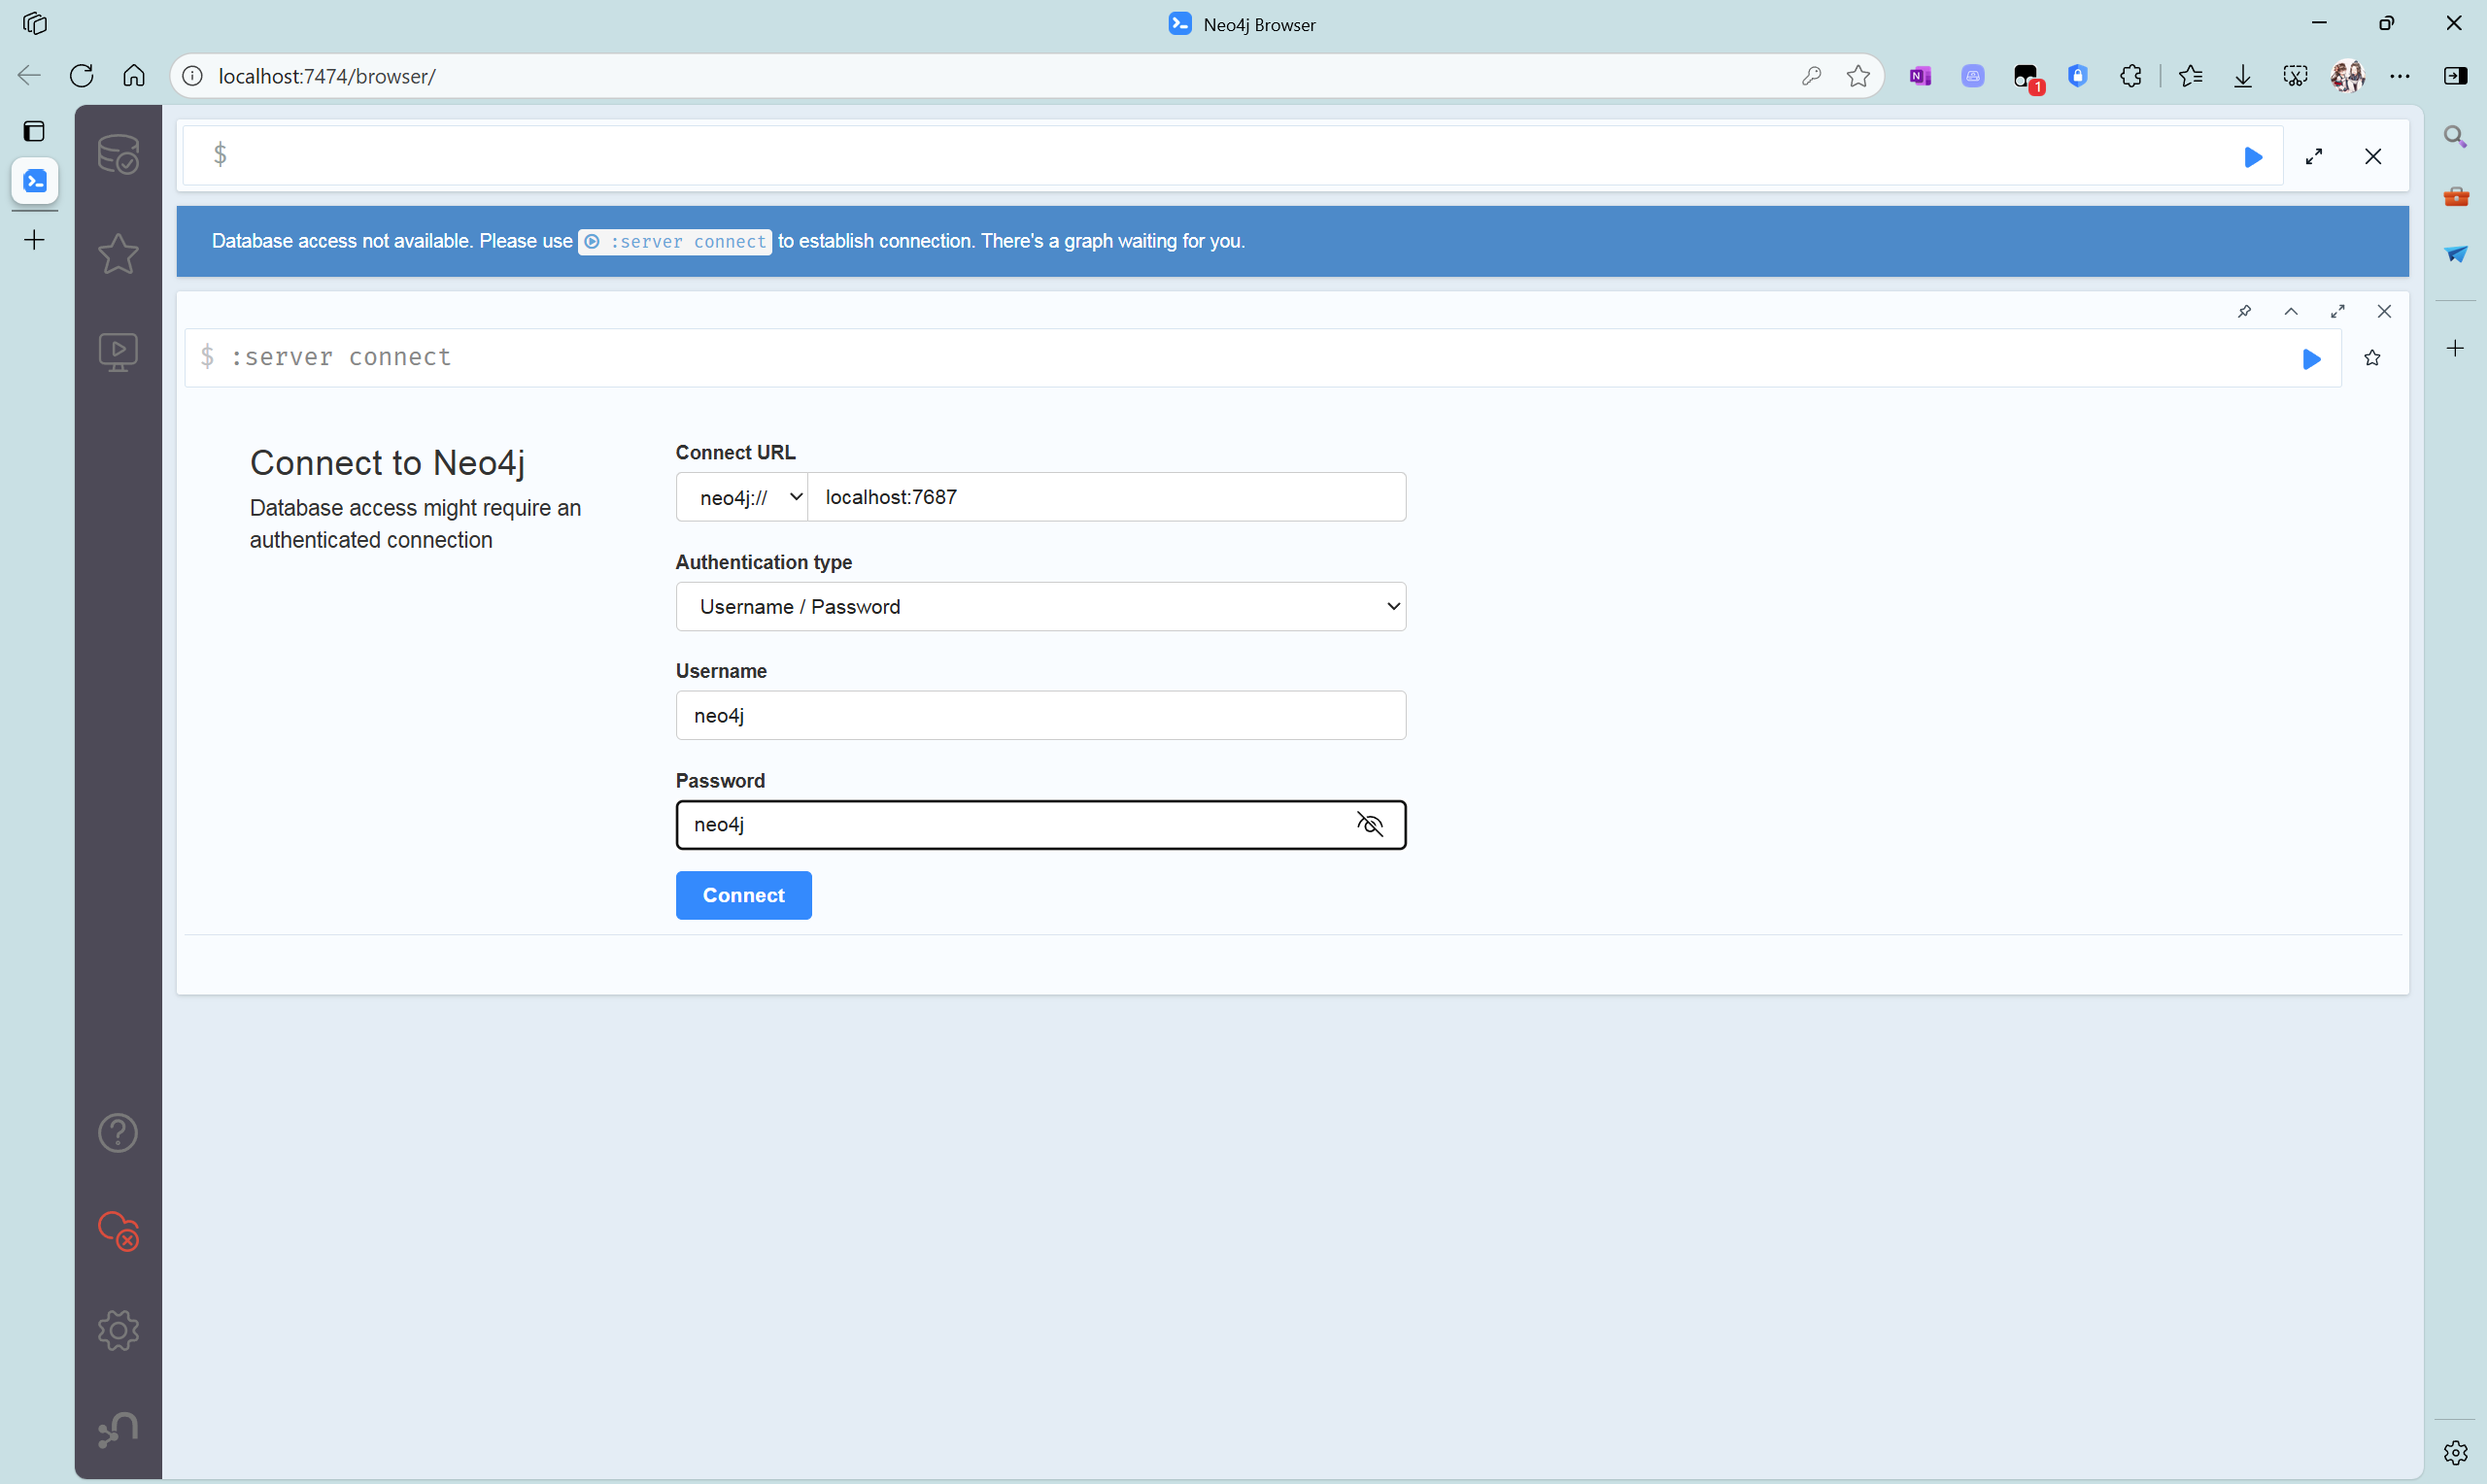 Neo4j Browser
localhost:7474/browser/
N
1
$
Database access not available. Please use :server connect to establish connection. There's a graph waiting for you.
$ :server connect
Connect to Neo4j
Database access might require an
authenticated connection
Connect URL
neo4j:// localhost:7687
Authentication type
Username / Password
Username
neo4j
Password
neo4j
Connect